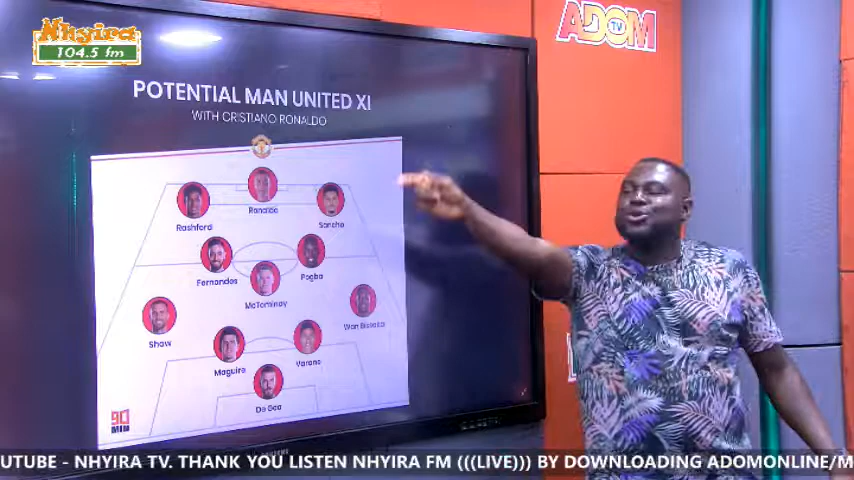 Nhyira
104.5 fm
ADOM
TV
POTENTIAL MAN UNITED XI
WITH CRISTIANO RONALDO
Rashford
Ronaldo
Sancho
Fernandes
Pogba
McTominay
Shaw
Wan Bissaka
Maguire
Varane
De Gea
90
MIN
UTUBE - NHYIRA TV. THANK YOU LISTEN NHYIRA FM (((LIVE))) BY DOWNLOADING ADOMONLINE/M